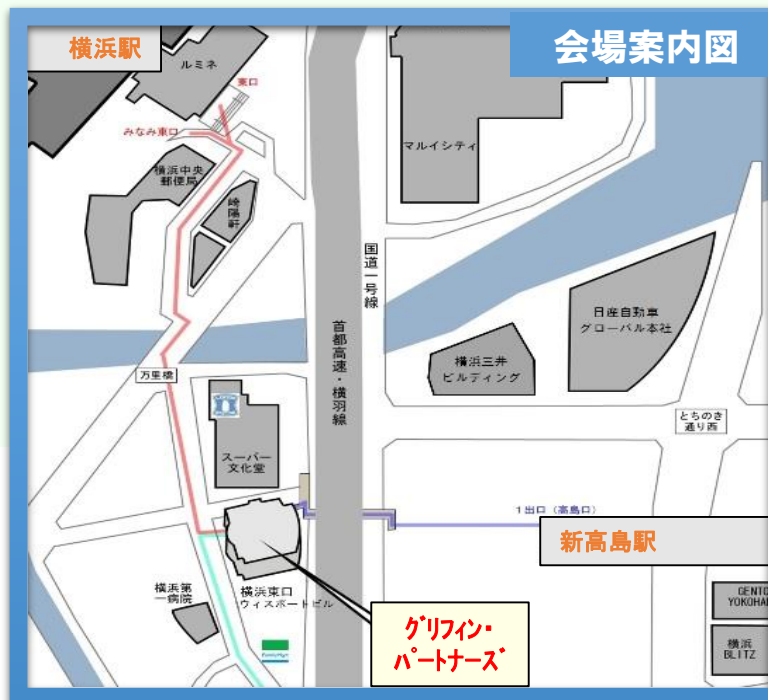 横浜駅
会場案内図
ルミネ
東口
みなみ東口
マルイシティ
横浜中央
郵便局
崎陽軒
国道一号線
首都高速・横羽線
日産自動車
グローバル本社
横浜三井
ビルディング
万里橋
とちのき
通り西
スーパー
文化堂
1出口（高島口）
新高島駅
横浜第
一病院
横浜東口
ウィスポートビル
グリフィン・
パートナーズ
GENTO
YOKOHA
横浜
BLITZ
FamilyMart